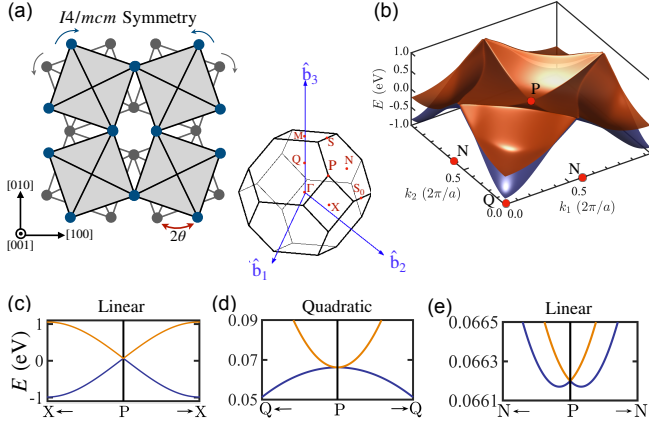 (a)
I4/mcm Symmetry
[010]
[001]
[100]
2θ
b̂3
M
S
Q
N
P
Γ
S0
X
b̂1
b̂2
(b)
E (eV)
1.0
0.5
0.0
-0.5
-1.0
P
N
0.5
k2 (2π/a)
Q
0.0
0.0
N
0.5
k1 (2π/a)
(c)
Linear
E (eV)
1
0
-1
X ← P → X
(d)
Quadratic
0.09
0.07
0.05
Q ← P → Q
(e)
Linear
0.0665
0.0663
0.0661
N ← P → N